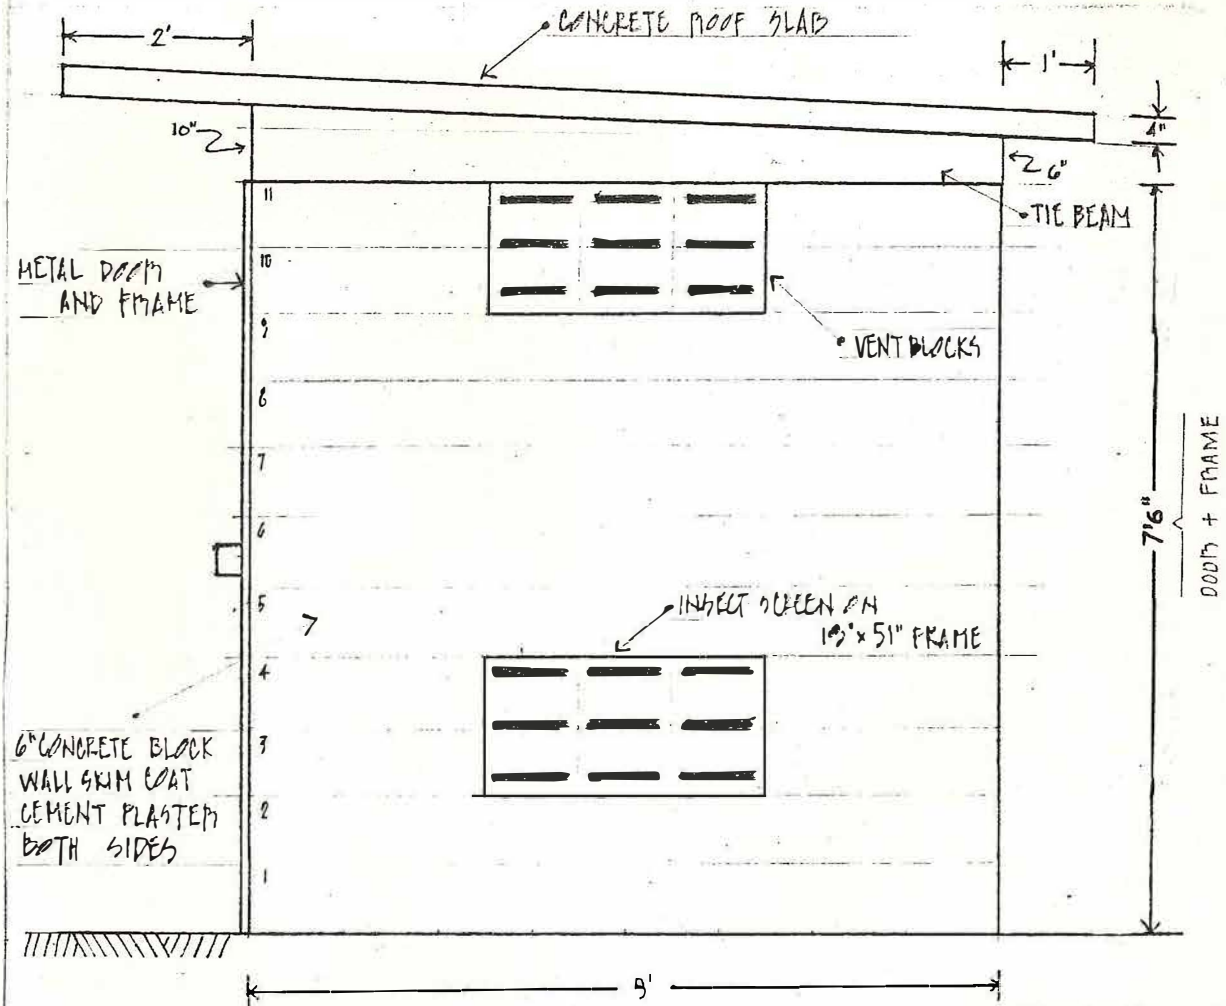 CONCRETE ROOF SLAB
2'
1'
4"
10"
6"
TIE BEAM
11
10
METAL DOOR
AND FRAME
9
VENT BLOCKS
8
7
6
7'6"
DOOR + FRAME
5
INSECT SCREEN ON
x 51" FRAME
4
6" CONCRETE BLOCK
WALL SKIM COAT
CEMENT PLASTER
BOTH SIDES
3
2
1
8'